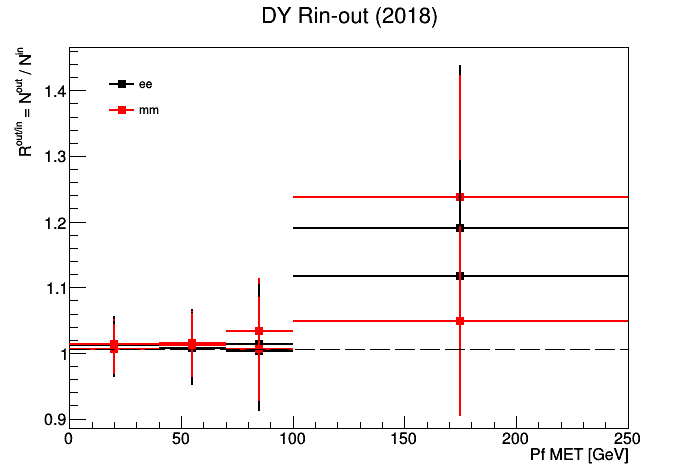 DY Rin-out (2018)
R^out/in = N^out / N^in
ee
mm
1.4
1.3
1.2
1.1
1
0.9
0 50 100 150 200 250
Pf MET [GeV]